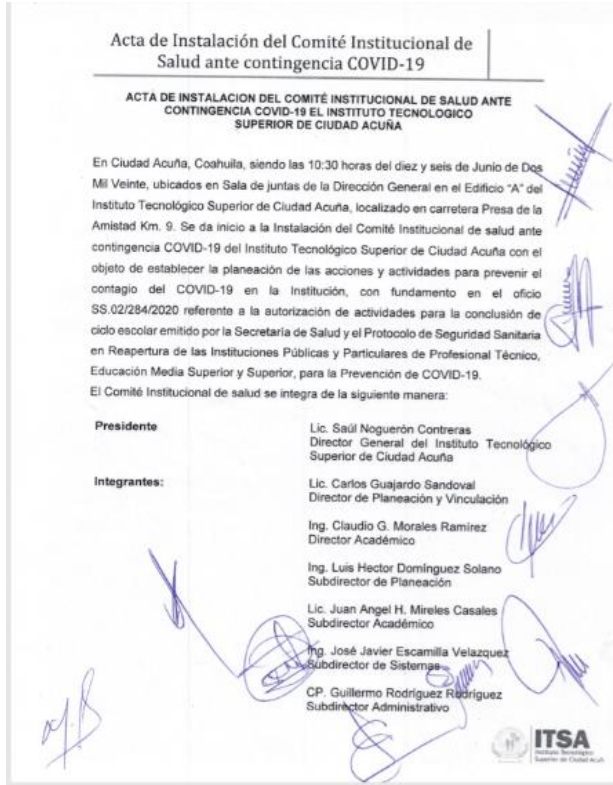 Acta de Instalación del Comité Institucional de
Salud ante contingencia COVID-19
ACTA DE INSTALACION DEL COMITÉ INSTITUCIONAL DE SALUD ANTE
CONTINGENCIA COVID-19 EL INSTITUTO TECNOLOGICO
SUPERIOR DE CIUDAD ACUÑA
En Ciudad Acuña, Coahuila, siendo las 10:30 horas del diez y seis de Junio de Dos
Mil Veinte, ubicados en Sala de juntas de la Dirección General en el Edificio "A" del
Instituto Tecnológico Superior de Ciudad Acuña, localizado en carretera Presa de la
Amistad Km. 9. Se da inicio a la Instalación del Comité Institucional de salud ante
contingencia COVID-19 del Instituto Tecnológico Superior de Ciudad Acuña con el
objeto de establecer la planeación de las acciones y actividades para prevenir el
contagio del COVID-19 en la Institución, con fundamento en el oficio
SS.02/284/2020 referente a la autorización de actividades para la conclusión de
ciclo escolar emitido por la Secretaría de Salud y el Protocolo de Seguridad Sanitaria
en Reapertura de las Instituciones Públicas y Particulares de Profesional Técnico,
Educación Media Superior y Superior, para la Prevención de COVID-19.
El Comité Institucional de salud se integra de la siguiente manera:
Presidente
Lic. Saúl Noguerón Contreras
Director General del Instituto Tecnológico
Superior de Ciudad Acuña
Integrantes:
Lic. Carlos Guajardo Sandoval
Director de Planeación y Vinculación
Ing. Claudio G. Morales Ramirez
Director Académico
Ing. Luis Hector Domínguez Solano
Subdirector de Planeación
Lic. Juan Angel H. Mireles Casales
Subdirector Académico
Ing. José Javier Escamilla Velazquez
Subdirector de Sistemas
CP. Guillermo Rodríguez Rodríguez
Subdirector Administrativo
ITSA
Instituto Tecnológico
Superior de Ciudad Acuña